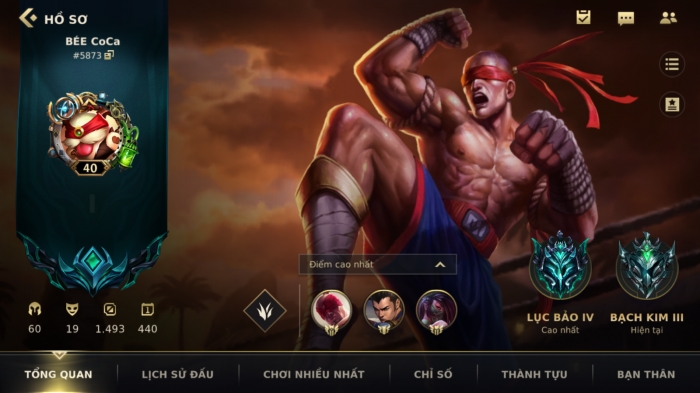 HỒ SƠ
BÉE CoCa
#5873
40
60 19 1.493 440
Điểm cao nhất
LỤC BẢO IV
Cao nhất
BẠCH KIM III
Hiện tại
TỔNG QUAN LỊCH SỬ ĐẤU CHƠI NHIỀU NHẤT CHỈ SỐ THÀNH TỰU BẠN THÂN